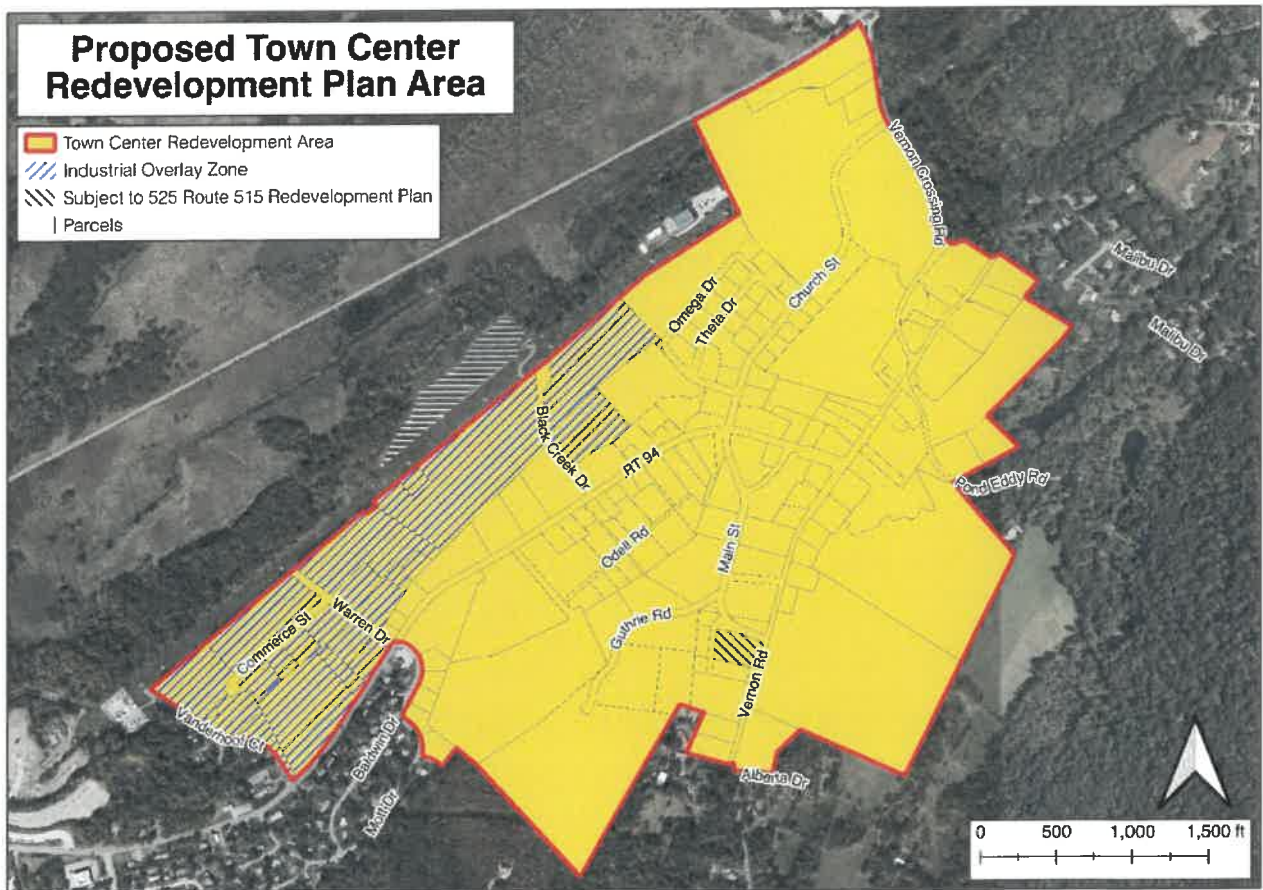 Proposed Town Center
Redevelopment Plan Area
Town Center Redevelopment Area
Industrial Overlay Zone
Subject to 525 Route 515 Redevelopment Plan
Parcels
Vernon Crossing Rd
Malibu Dr
Malibu Dr
Church St
Omega Dr
Theta Dr
Black Creek Dr
RT 94
Pond Eddy Rd
Odell Rd
Main St
Guthrie Rd
Warren Dr
Commerce St
Vernon Rd
Vanderhoof Ct
Baldwin Dr
Mott Dr
Alberta Dr
0 500 1,000 1,500 ft